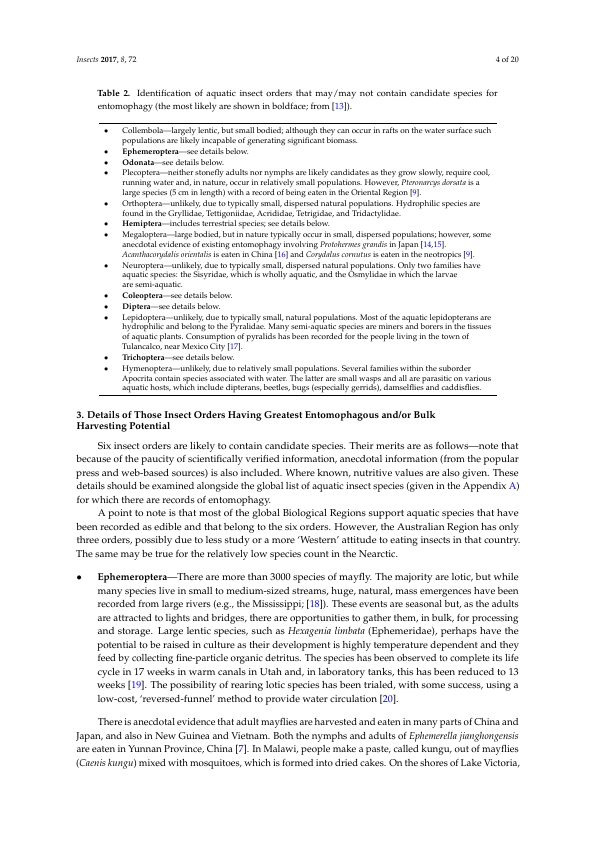 Insects 2017, 8, 72
4 of 20
Table 2. Identification of aquatic insect orders that may/may not contain candidate species for
entomophagy (the most likely are shown in boldface; from [13]).
• Collembola—largely lentic, but small bodied; although they can occur in rafts on the water surface such
populations are likely incapable of generating significant biomass.
• Ephemeroptera—see details below.
• Odonata—see details below.
• Plecoptera—neither stonefly adults nor nymphs are likely candidates as they grow slowly, require cool,
running water and, in nature, occur in relatively small populations. However, Pteronarcys dorsata is a
large species (5 cm in length) with a record of being eaten in the Oriental Region [9].
• Orthoptera—unlikely, due to typically small, dispersed natural populations. Hydrophilic species are
found in the Gryllidae, Tettigoniidae, Acrididae, Tetrigidae, and Tridactylidae.
• Hemiptera—includes terrestrial species; see details below.
• Megaloptera—large bodied, but in nature typically occur in small, dispersed populations; however, some
anecdotal evidence of existing entomophagy involving Protohermes grandis in Japan [14,15].
Acanthacorydalis orientalis is eaten in China [16] and Corydalus cornutus is eaten in the neotropics [9].
• Neuroptera—unlikely, due to typically small, dispersed natural populations. Only two families have
aquatic species: the Sisyridae, which is wholly aquatic, and the Osmylidae in which the larvae
are semi-aquatic.
• Coleoptera—see details below.
• Diptera—see details below.
• Lepidoptera—unlikely, due to typically small, natural populations. Most of the aquatic lepidopterans are
hydrophilic and belong to the Pyralidae. Many semi-aquatic species are miners and borers in the tissues
of aquatic plants. Consumption of pyralids has been recorded for the people living in the town of
Tulancalco, near Mexico City [17].
• Trichoptera—see details below.
• Hymenoptera—unlikely, due to relatively small populations. Several families within the suborder
Apocrita contain species associated with water. The latter are small wasps and all are parasitic on various
aquatic hosts, which include dipterans, beetles, bugs (especially gerrids), damselflies and caddisflies.
3. Details of Those Insect Orders Having Greatest Entomophagous and/or Bulk
Harvesting Potential
Six insect orders are likely to contain candidate species. Their merits are as follows—note that
because of the paucity of scientifically verified information, anecdotal information (from the popular
press and web-based sources) is also included. Where known, nutritive values are also given. These
details should be examined alongside the global list of aquatic insect species (given in the Appendix A)
for which there are records of entomophagy.
A point to note is that most of the global Biological Regions support aquatic species that have
been recorded as edible and that belong to the six orders. However, the Australian Region has only
three orders, possibly due to less study or a more ‘Western’ attitude to eating insects in that country.
The same may be true for the relatively low species count in the Nearctic.
• Ephemeroptera—There are more than 3000 species of mayfly. The majority are lotic, but while
many species live in small to medium-sized streams, huge, natural, mass emergences have been
recorded from large rivers (e.g., the Mississippi; [18]). These events are seasonal but, as the adults
are attracted to lights and bridges, there are opportunities to gather them, in bulk, for processing
and storage. Large lentic species, such as Hexagenia limbata (Ephemeridae), perhaps have the
potential to be raised in culture as their development is highly temperature dependent and they
feed by collecting fine-particle organic detritus. The species has been observed to complete its life
cycle in 17 weeks in warm canals in Utah and, in laboratory tanks, this has been reduced to 13
weeks [19]. The possibility of rearing lotic species has been trialed, with some success, using a
low-cost, ‘reversed-funnel’ method to provide water circulation [20].
There is anecdotal evidence that adult mayflies are harvested and eaten in many parts of China and
Japan, and also in New Guinea and Vietnam. Both the nymphs and adults of Ephemerella jianghongensis
are eaten in Yunnan Province, China [7]. In Malawi, people make a paste, called kungu, out of mayflies
(Caenis kungu) mixed with mosquitoes, which is formed into dried cakes. On the shores of Lake Victoria,